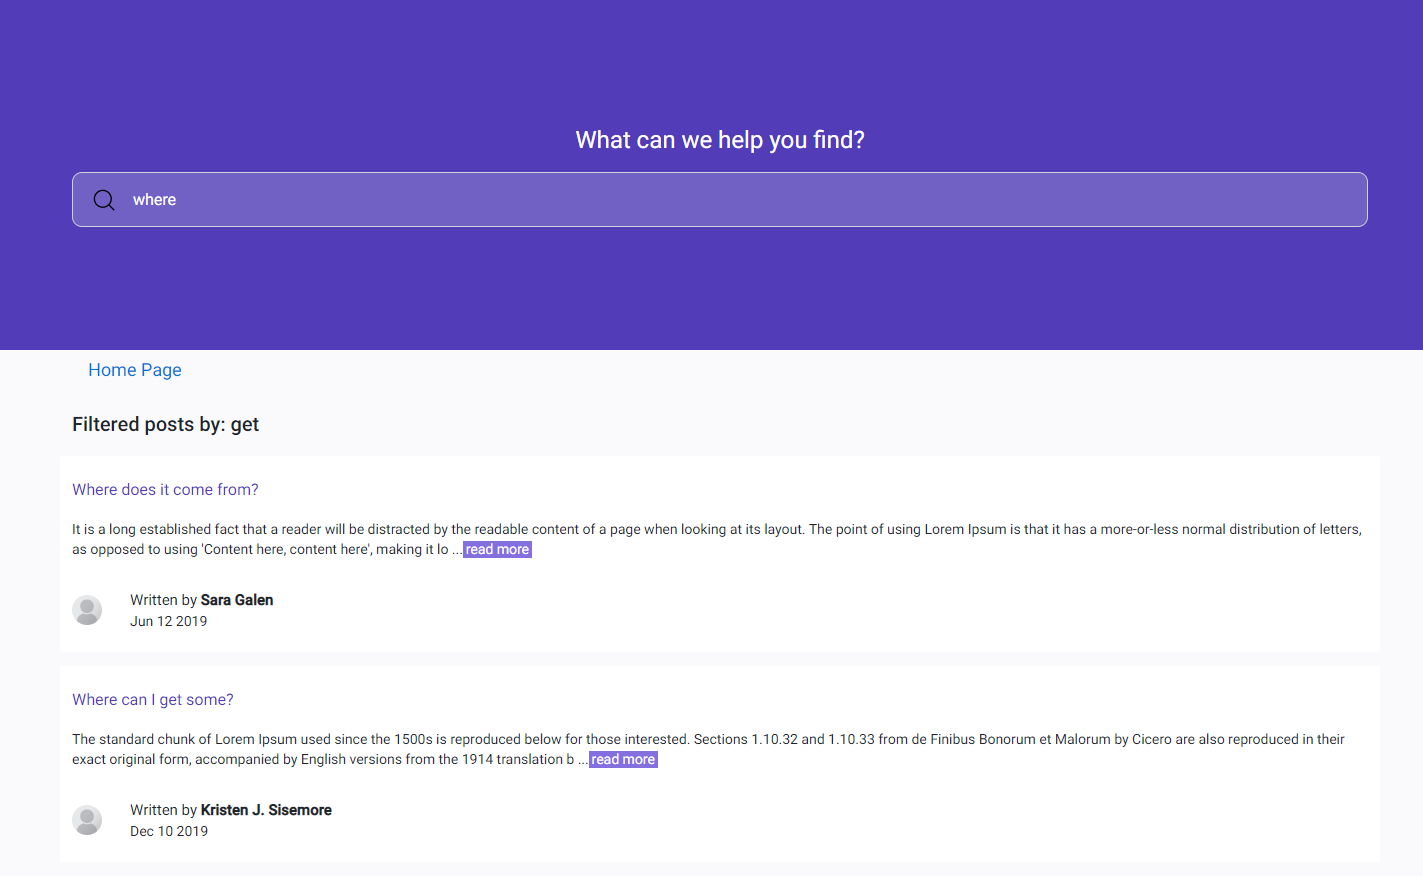 What can we help you find?
where
Home Page
Filtered posts by: get
Where does it come from?
It is a long established fact that a reader will be distracted by the readable content of a page when looking at its layout. The point of using Lorem Ipsum is that it has a more-or-less normal distribution of letters,
as opposed to using 'Content here, content here', making it lo ...read more
Written by Sara Galen
Jun 12 2019
Where can I get some?
The standard chunk of Lorem Ipsum used since the 1500s is reproduced below for those interested. Sections 1.10.32 and 1.10.33 from de Finibus Bonorum et Malorum by Cicero are also reproduced in their
exact original form, accompanied by English versions from the 1914 translation b ...read more
Written by Kristen J. Sisemore
Dec 10 2019